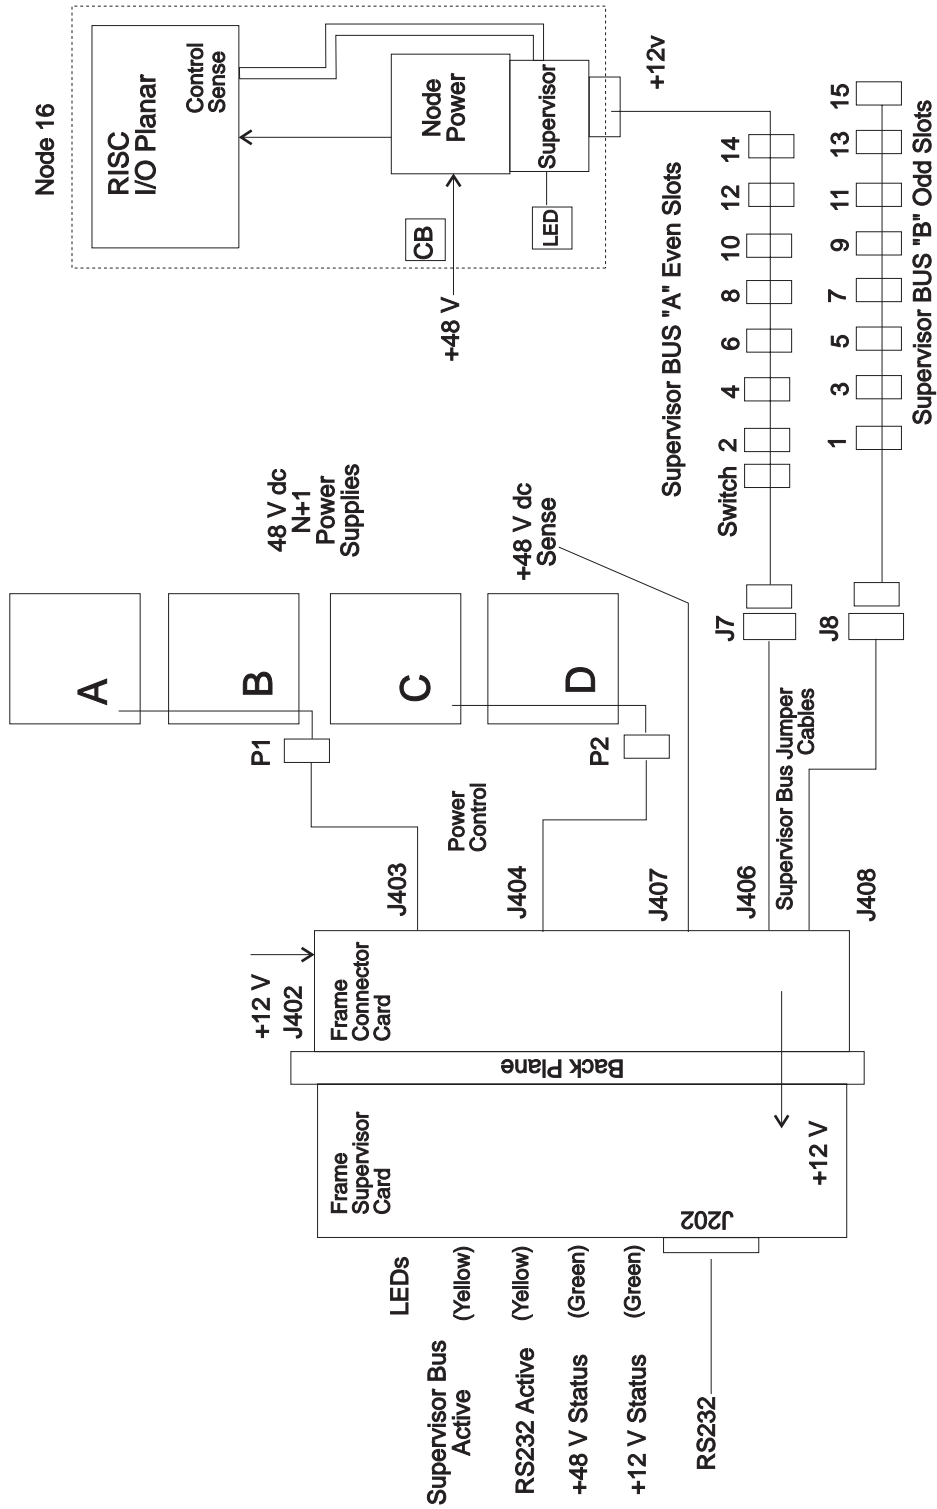 Node 16
RISC
I/O Planar
Control
Sense
Node
Power
Supervisor
CB
LED
+48 V
+12v
48 V dc
N+1
Power
Supplies
A
B
C
D
P1
P2
+48 V dc
Sense
Power
Control
Supervisor BUS "A" Even Slots
Switch 2 4 6 8 10 12 14
J7
1 3 5 7 9 11 13 15
Supervisor BUS "B" Odd Slots
J8
Supervisor Bus Jumper
Cables
+12 V
J402
J403
J404
J407
J406
J408
Frame
Connector
Card
Back Plane
Frame
Supervisor
Card
+12 V
J202
LEDs
Supervisor Bus
Active
(Yellow)
RS232 Active (Yellow)
+48 V Status (Green)
+12 V Status (Green)
RS232